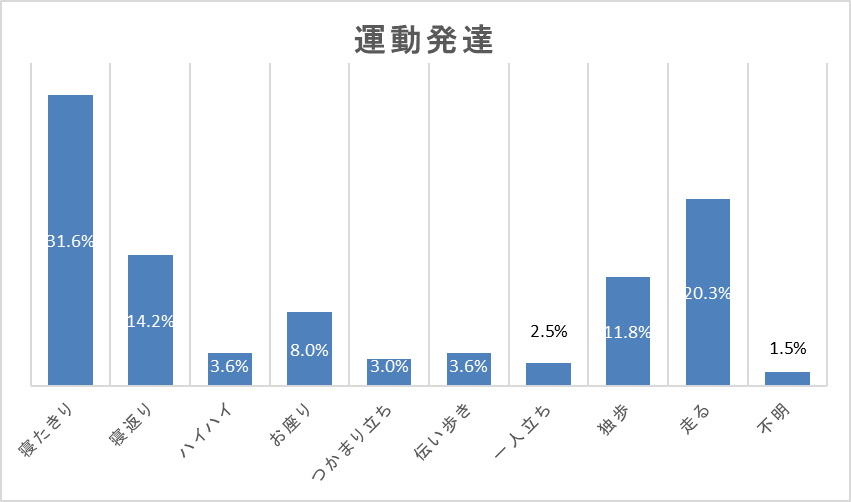 運動発達
31.6%
14.2%
3.6%
8.0%
3.0%
3.6%
2.5%
11.8%
20.3%
1.5%
寝たきり
寝返り
ハイハイ
お座り
つかまり立ち
伝い歩き
一人立ち
独歩
走る
不明